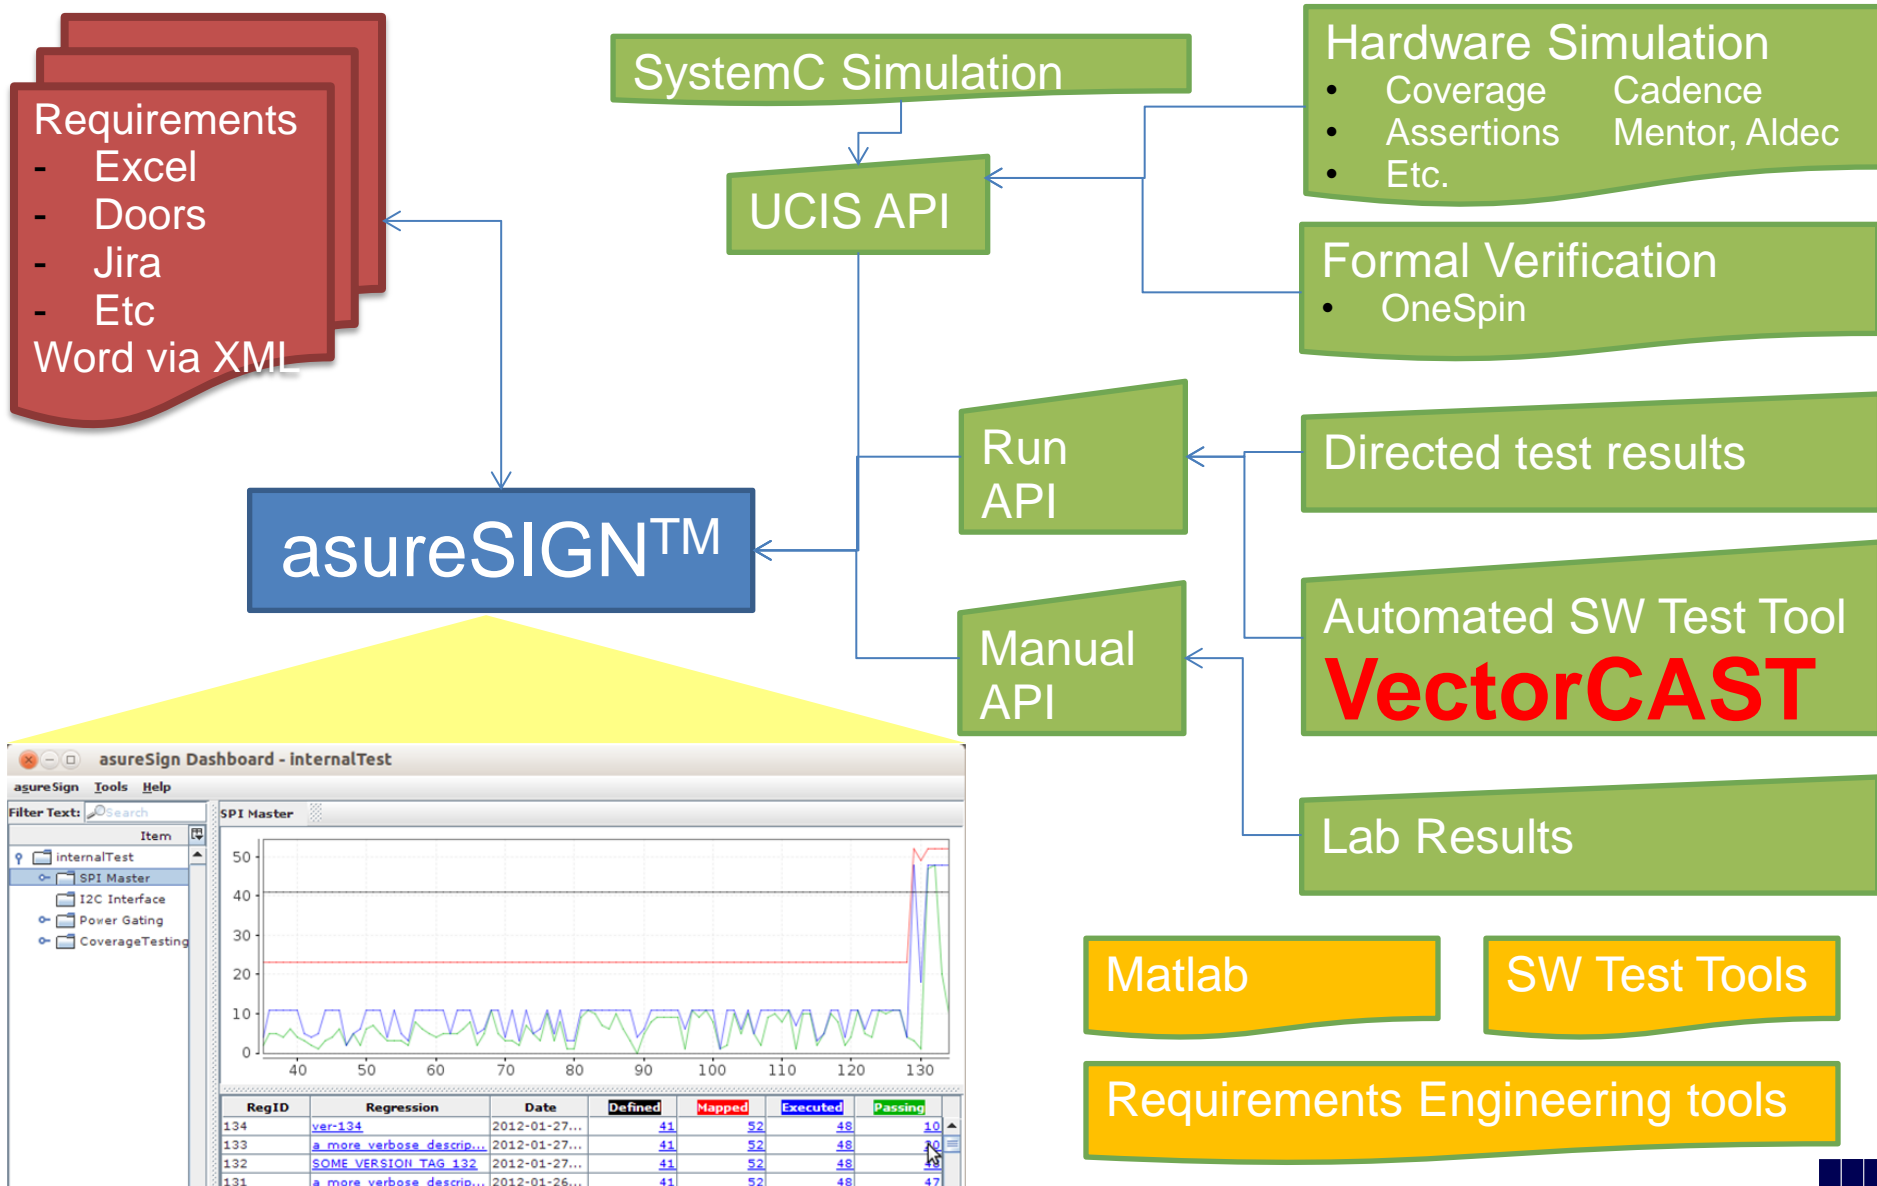 Requirements
- Excel
- Doors
- Jira
- Etc
Word via XML
SystemC Simulation
UCIS API
Hardware Simulation
• Coverage Cadence
• Assertions Mentor, Aldec
• Etc.
Formal Verification
• OneSpin
asureSIGN™
Run
API
Manual
API
Directed test results
Automated SW Test Tool
VectorCAST
Lab Results
Matlab
SW Test Tools
Requirements Engineering tools
asureSign Dashboard - internalTest
asureSign Tools Help
Filter Text: Search
Item
internalTest
SPI Master
I2C Interface
Power Gating
CoverageTesting
SPI Master
50
40
30
20
10
0
40 50 60 70 80 90 100 110 120 130
RegID Regression Date Defined Mapped Executed Passing
134 ver-134 2012-01-27... 41 52 48 10
133 a more verbose descrip... 2012-01-27... 41 52 48 20
132 SOME VERSION TAG 132 2012-01-27... 41 52 48 48
131 a more verbose descrip... 2012-01-26... 41 52 48 47